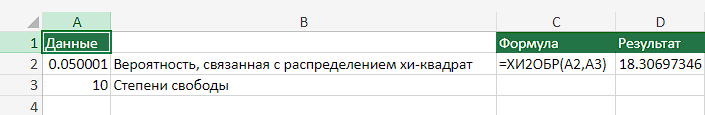 A B C D
1 Данные Формула Результат
2 0.050001 Вероятность, связанная с распределением хи-квадрат =ХИ2ОБР(A2,A3) 18.30697346
3 10 Степени свободы
4